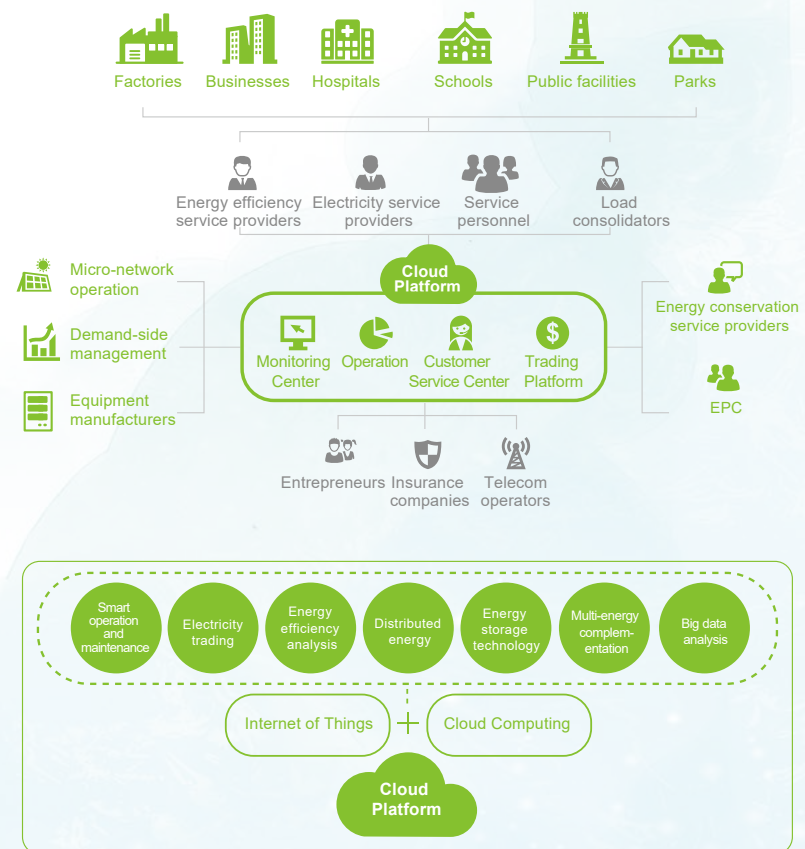 Factories
Businesses
Hospitals
Schools
Public facilities
Parks
Energy efficiency
service providers
Electricity service
providers
Service
personnel
Load
consolidators
Micro-network
operation
Demand-side
management
Equipment
manufacturers
Cloud
Platform
Monitoring
Center
Operation
Customer
Service Center
$
Trading
Platform
Energy conservation
service providers
EPC
Entrepreneurs
Insurance
companies
Telecom
operators
Smart
operation
and
maintenance
Electricity
trading
Energy
efficiency
analysis
Distributed
energy
Energy
storage
technology
Multi-energy
complem-
entation
Big data
analysis
Internet of Things
+
Cloud Computing
Cloud
Platform